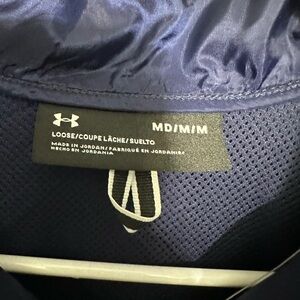 MD/M/M
LOOSE/COUPE LÂCHE/SUELTO
MADE IN JORDAN/FABRIQUÉ EN JORDANIE/
HECHO EN JORDANIA